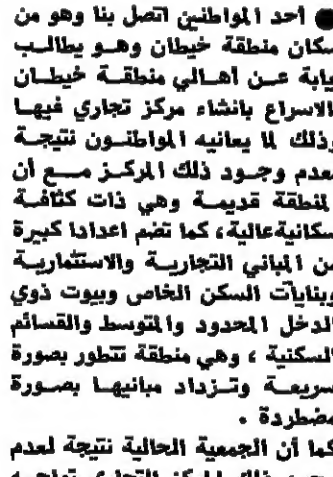 ● أحد المواطنين اتصل بنا وهو من
سكان منطقة خيطان وهو يطالب
نيابة عن أهالي منطقة خيطان
الاسراع بانشاء مركز تجاري فيها
وذلك لما يعانيه المواطنون نتيجة
لعدم وجود ذلك المركز مع أن
المنطقة قديمة وهي ذات كثافة
سكانية عالية ، كما تضم اعدادا كبيرة
من المباني التجارية والاستثمارية
وبنايات السكن الخاص وبيوت ذوي
الدخل المحدود والمتوسط والقسائم
السكنية ، وهي منطقة تتطور بصورة
سريعة وتزداد مبانيها بصورة
مضطردة .
كما أن الجمعية الحالية نتيجة لعدم